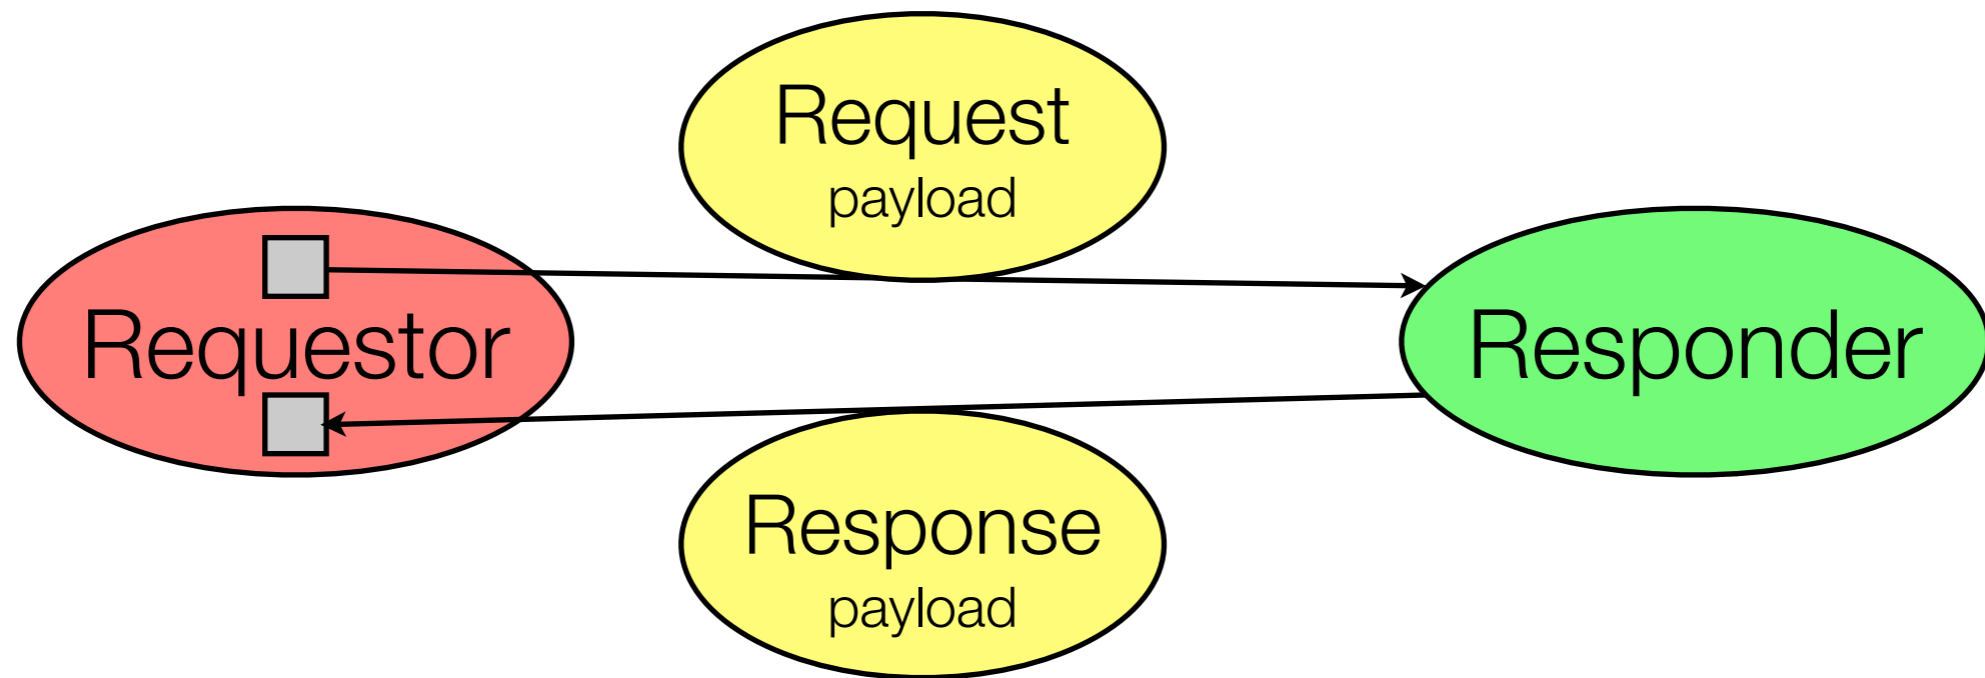 Request
payload
Requestor
Responder
Response
payload